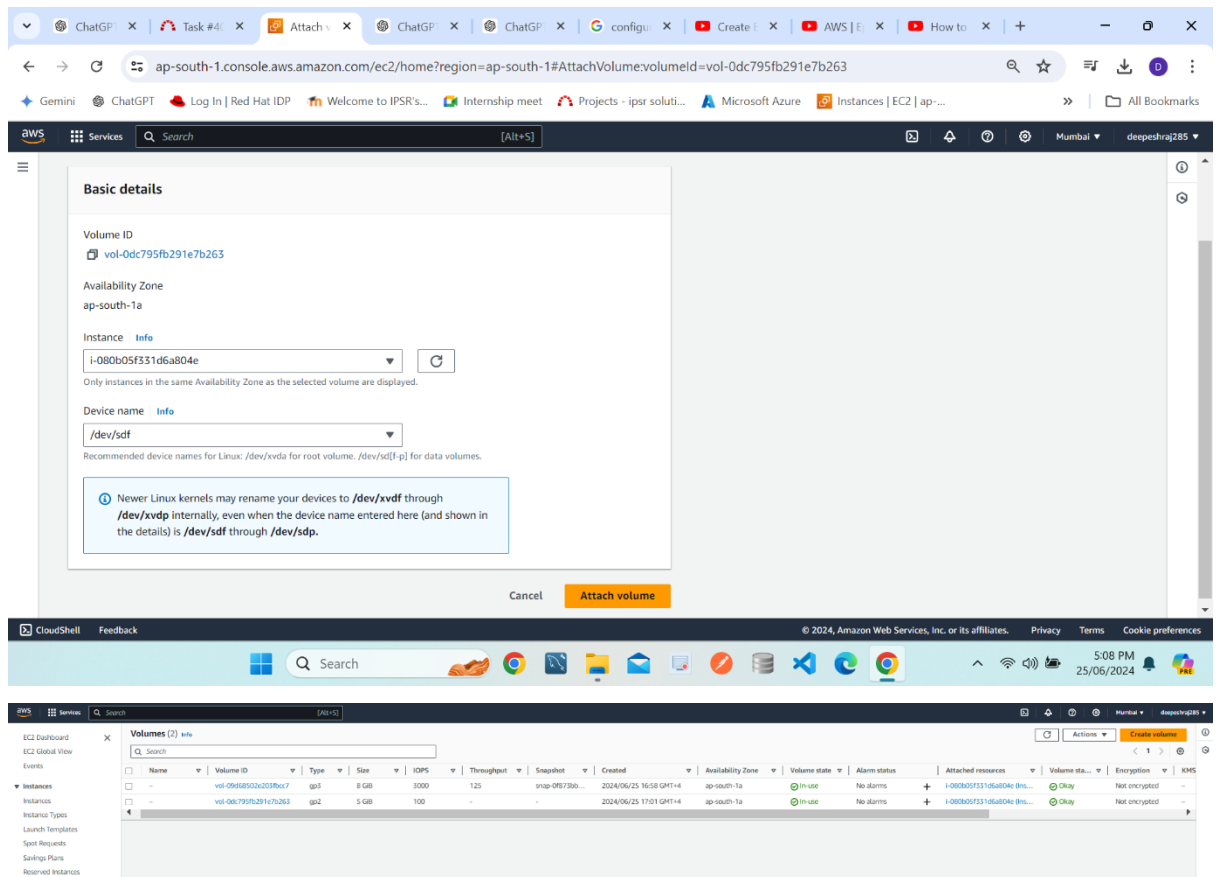 ChatGP
Task #4
Attach v
ChatGPT
ChatGP
configu
Create E
AWS | E
How to
ap-south-1.console.aws.amazon.com/ec2/home?region=ap-south-1#AttachVolume:volumeId=vol-0dc795fb291e7b263
Gemini ChatGPT Log In | Red Hat IDP Welcome to IPSR's... Internship meet Projects - ipsr soluti... Microsoft Azure Instances | EC2 | ap-... » All Bookmarks
aws Services Search [Alt+S] Mumbai deepeshraj285
Basic details
Volume ID
vol-0dc795fb291e7b263
Availability Zone
ap-south-1a
Instance Info
i-080b05f331d6a804e
Only instances in the same Availability Zone as the selected volume are displayed.
Device name Info
/dev/sdf
Recommended device names for Linux: /dev/xvda for root volume. /dev/sd[f-p] for data volumes.
Newer Linux kernels may rename your devices to /dev/xvdf through
/dev/xvdp internally, even when the device name entered here (and shown in
the details) is /dev/sdf through /dev/sdp.
Cancel Attach volume
CloudShell Feedback © 2024, Amazon Web Services, Inc. or its affiliates. Privacy Terms Cookie preferences
Search 5:08 PM
25/06/2024
PRE
aws Services Search [Alt+S] Mumbai deepeshraj285
EC2 Dashboard
EC2 Global View
Events
Instances
Instances
Instance Types
Launch Templates
Spot Requests
Savings Plans
Reserved Instances
Volumes (2) Info Actions Create volume
Search 1
Name Volume ID Type Size IOPS Throughput Snapshot Created Availability Zone Volume state Alarm status Attached resources Volume sta... Encryption KMS
- vol-09d68502e203fbcc7 gp3 8 GiB 3000 125 snap-0f873bb... 2024/06/25 16:58 GMT+4 ap-south-1a In-use No alarms + i-080b05f331d6a804e (Ins... Okay Not encrypted -
- vol-0dc795fb291e7b263 gp2 5 GiB 100 - - 2024/06/25 17:01 GMT+4 ap-south-1a In-use No alarms + i-080b05f331d6a804e (Ins... Okay Not encrypted -